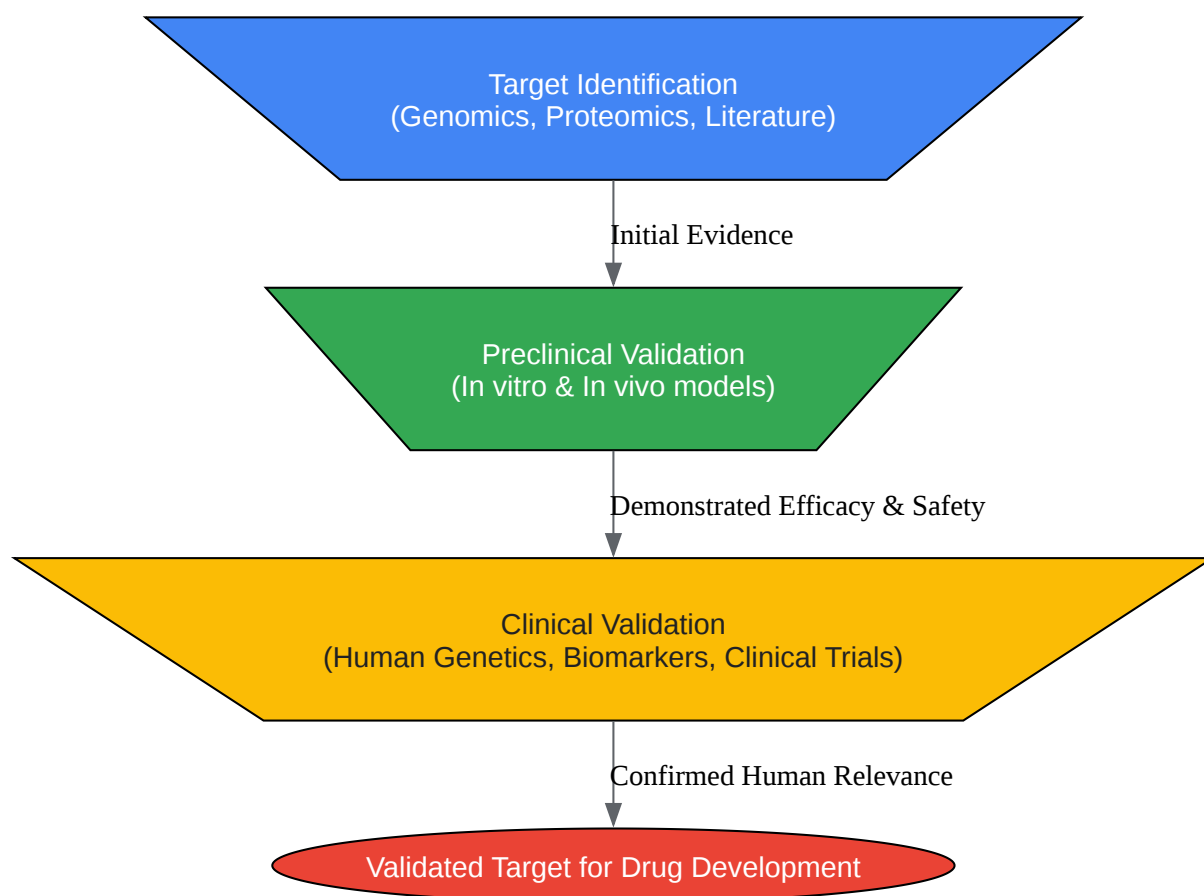 Target Identification
(Genomics, Proteomics, Literature)
Initial Evidence
Preclinical Validation
(In vitro & In vivo models)
Demonstrated Efficacy & Safety
Clinical Validation
(Human Genetics, Biomarkers, Clinical Trials)
Confirmed Human Relevance
Validated Target for Drug Development